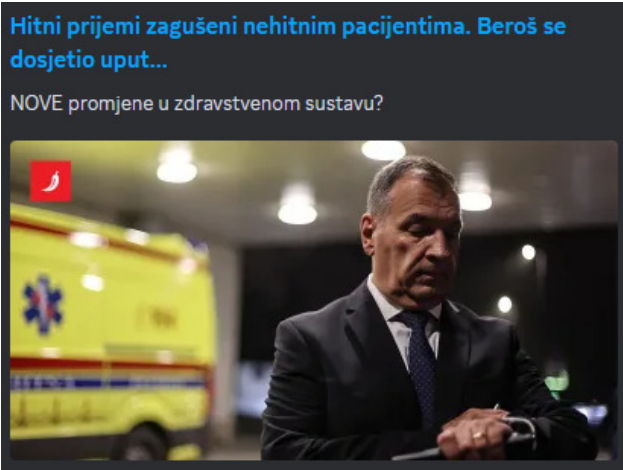 Hitni prijemi zagušeni nehitnim pacijentima. Beroš se
dosjetio uput...
NOVE promjene u zdravstvenom sustavu?